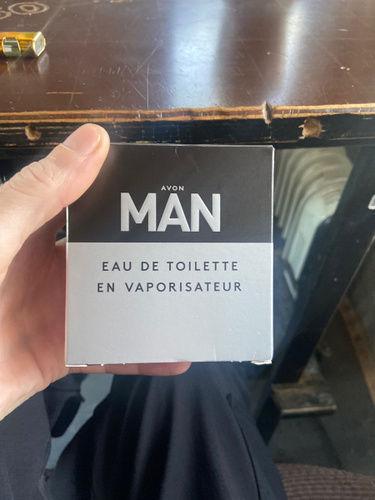 AVON
MAN
EAU DE TOILETTE
EN VAPORISATEUR